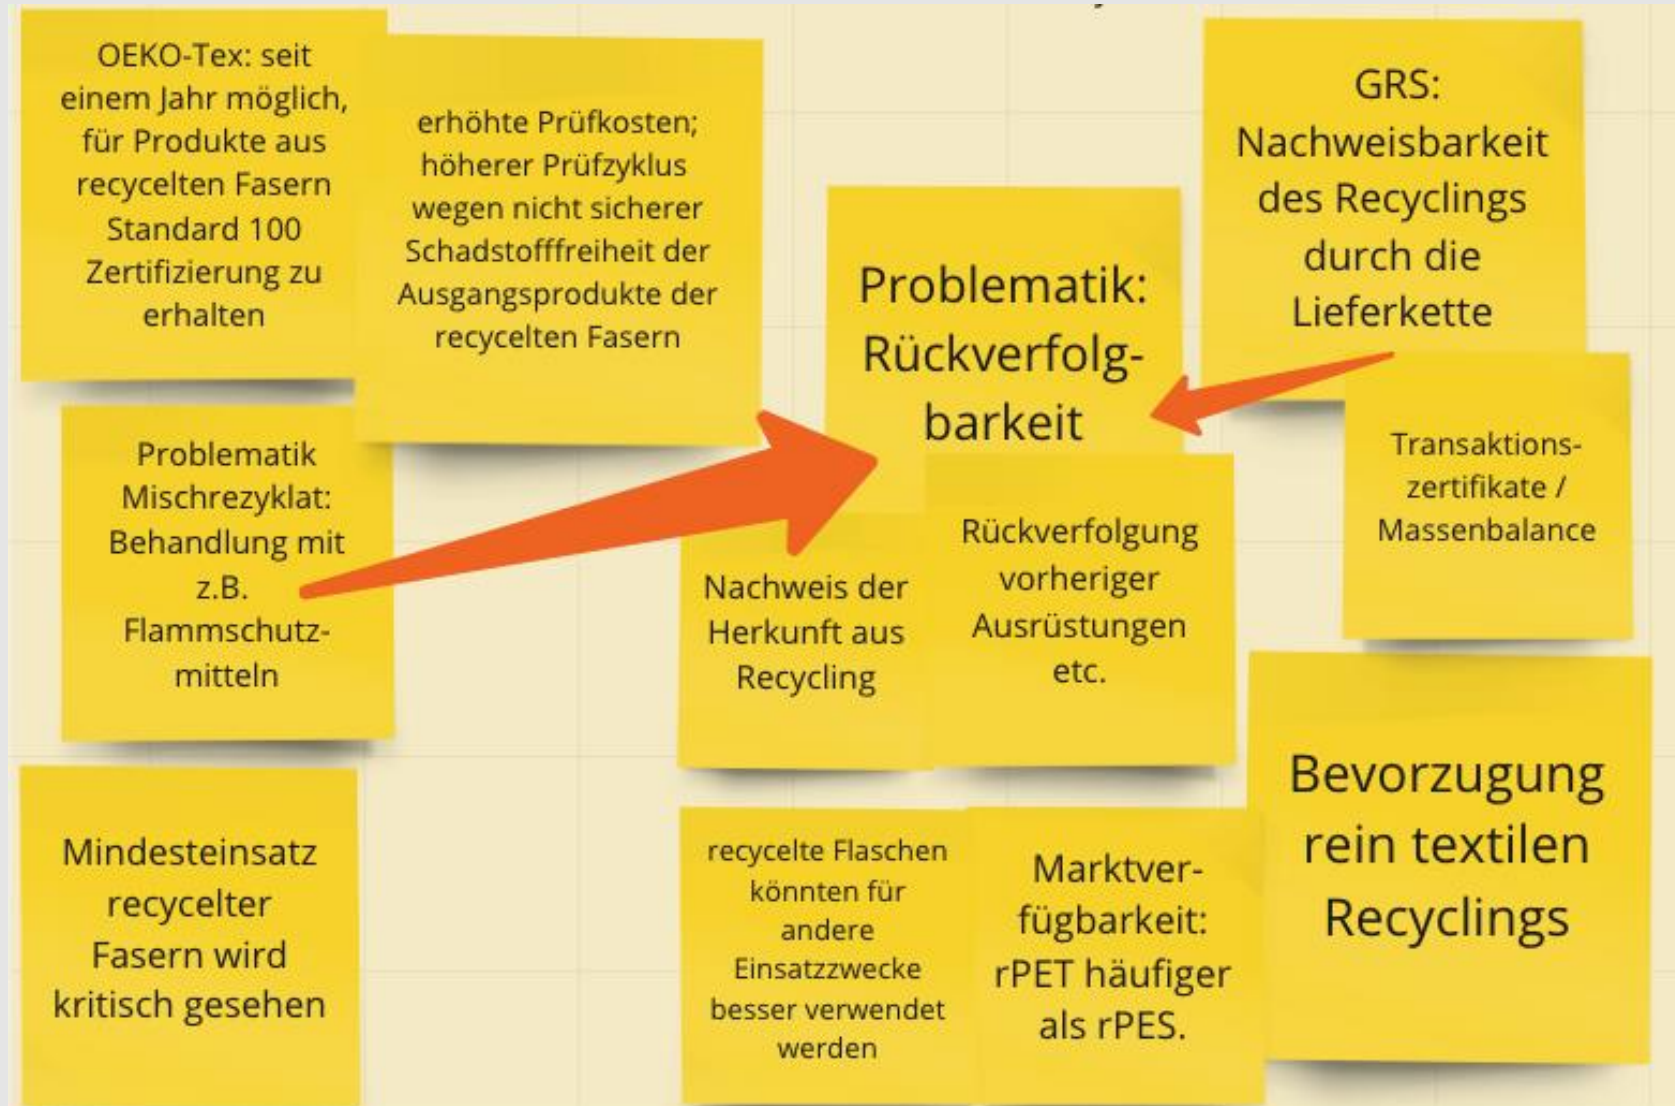 OEKO-Tex: seit
einem Jahr möglich,
für Produkte aus
recycelten Fasern
Standard 100
Zertifizierung zu
erhalten
erhöhte Prüfkosten;
höherer Prüfzyklus
wegen nicht sicherer
Schadstofffreiheit der
Ausgangsprodukte der
recycelten Fasern
Problematik:
Rückverfolg-
barkeit
GRS:
Nachweisbarkeit
des Recyclings
durch die
Lieferkette
Problematik
Mischrezyklat:
Behandlung mit
z.B.
Flammschutz-
mitteln
Nachweis der
Herkunft aus
Recycling
Rückverfolgung
vorheriger
Ausrüstungen
etc.
Transaktions-
zertifikate /
Massenbalance
Mindesteinsatz
recycelter
Fasern wird
kritisch gesehen
recycelte Flaschen
könnten für
andere
Einsatzzwecke
besser verwendet
werden
Marktver-
fügbarkeit:
rPET häufiger
als rPES.
Bevorzugung
rein textilen
Recyclings